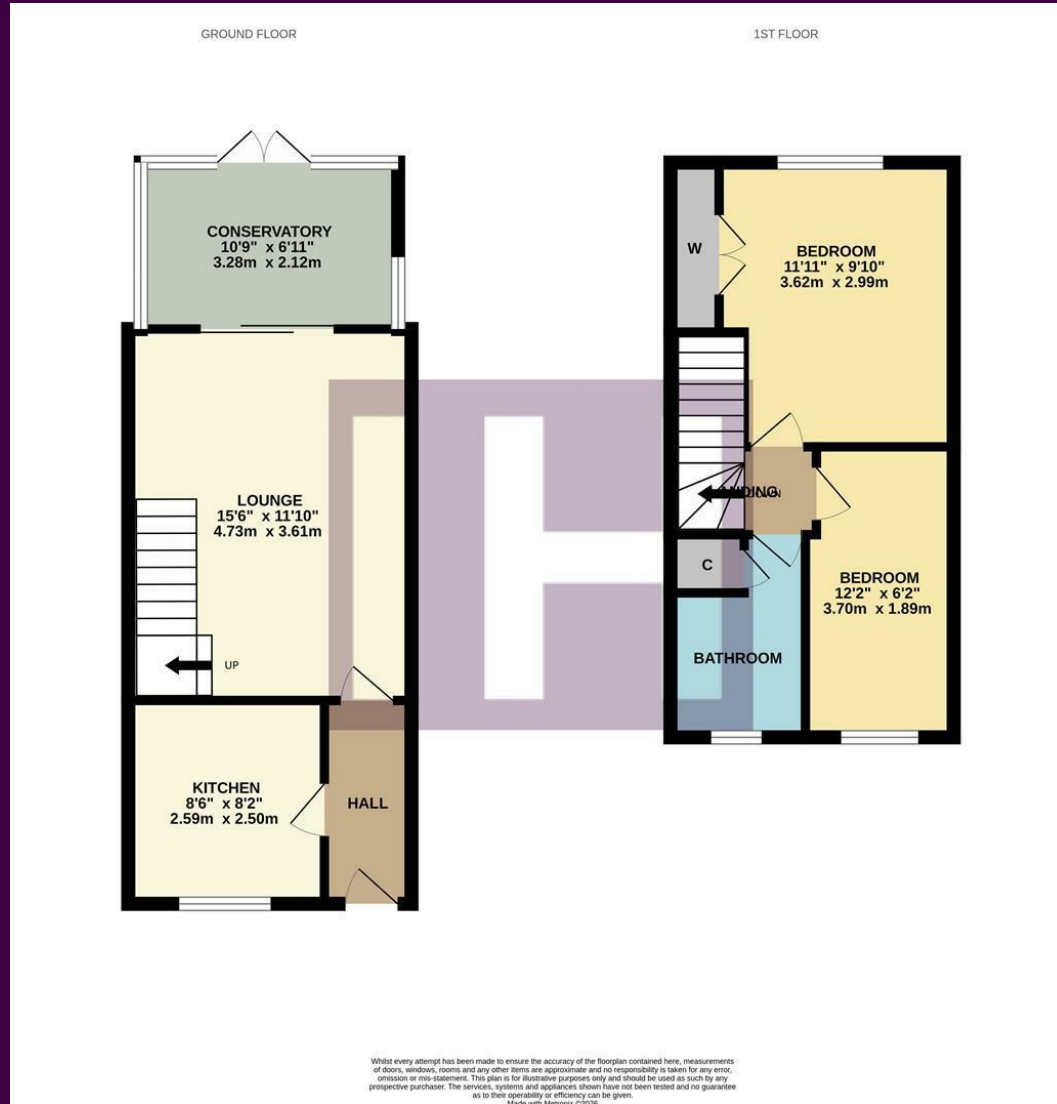 GROUND FLOOR
1ST FLOOR
CONSERVATORY
10'9" x 6'11"
3.28m x 2.12m
LOUNGE
15'6" x 11'10"
4.73m x 3.61m
UP
KITCHEN
8'6" x 8'2"
2.59m x 2.50m
HALL
W
BEDROOM
11'11" x 9'10"
3.62m x 2.99m
LANDING
DOWN
C
BEDROOM
12'2" x 6'2"
3.70m x 1.89m
BATHROOM
Whilst every attempt has been made to ensure the accuracy of the floorplan contained here, measurements
of doors, windows, rooms and any other items are approximate and no responsibility is taken for any error,
omission or mis-statement. This plan is for illustrative purposes only and should be used as such by any
prospective purchaser. The services, systems and appliances shown have not been tested and no guarantee
as to their operability or efficiency can be given.
Made with Metropix ©2026